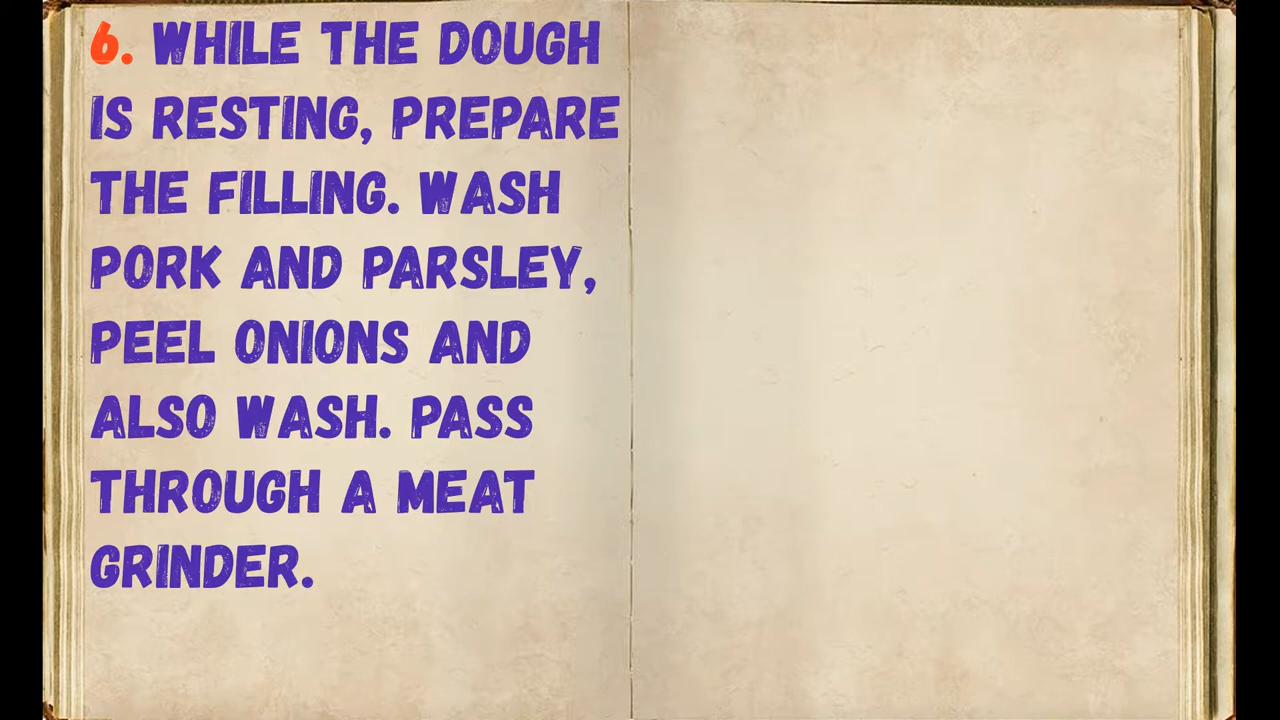 6. WHILE THE DOUGH
IS RESTING, PREPARE
THE FILLING. WASH
PORK AND PARSLEY,
PEEL ONIONS AND
ALSO WASH. PASS
THROUGH A MEAT
GRINDER.